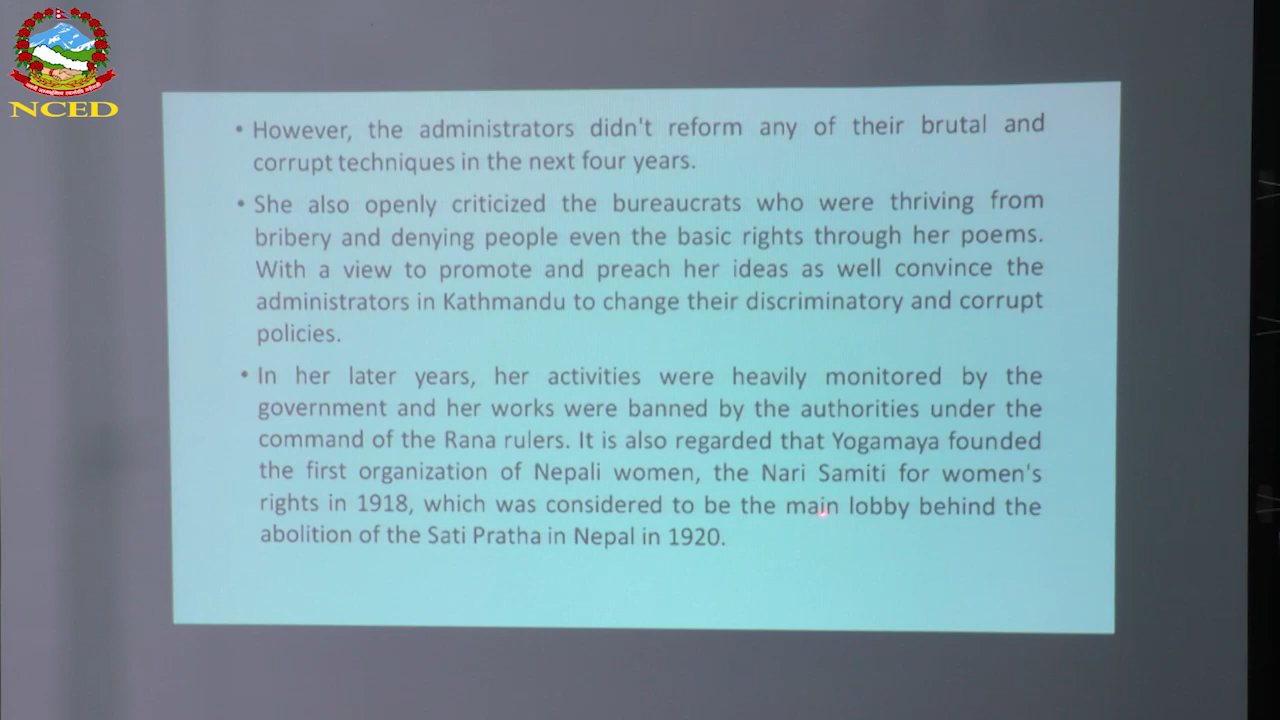 NCED
• However, the administrators didn't reform any of their brutal and
corrupt techniques in the next four years.
• She also openly criticized the bureaucrats who were thriving from
bribery and denying people even the basic rights through her poems.
With a view to promote and preach her ideas as well convince the
administrators in Kathmandu to change their discriminatory and corrupt
policies.
• In her later years, her activities were heavily monitored by the
government and her works were banned by the authorities under the
command of the Rana rulers. It is also regarded that Yogamaya founded
the first organization of Nepali women, the Nari Samiti for women's
rights in 1918, which was considered to be the main lobby behind the
abolition of the Sati Pratha in Nepal in 1920.